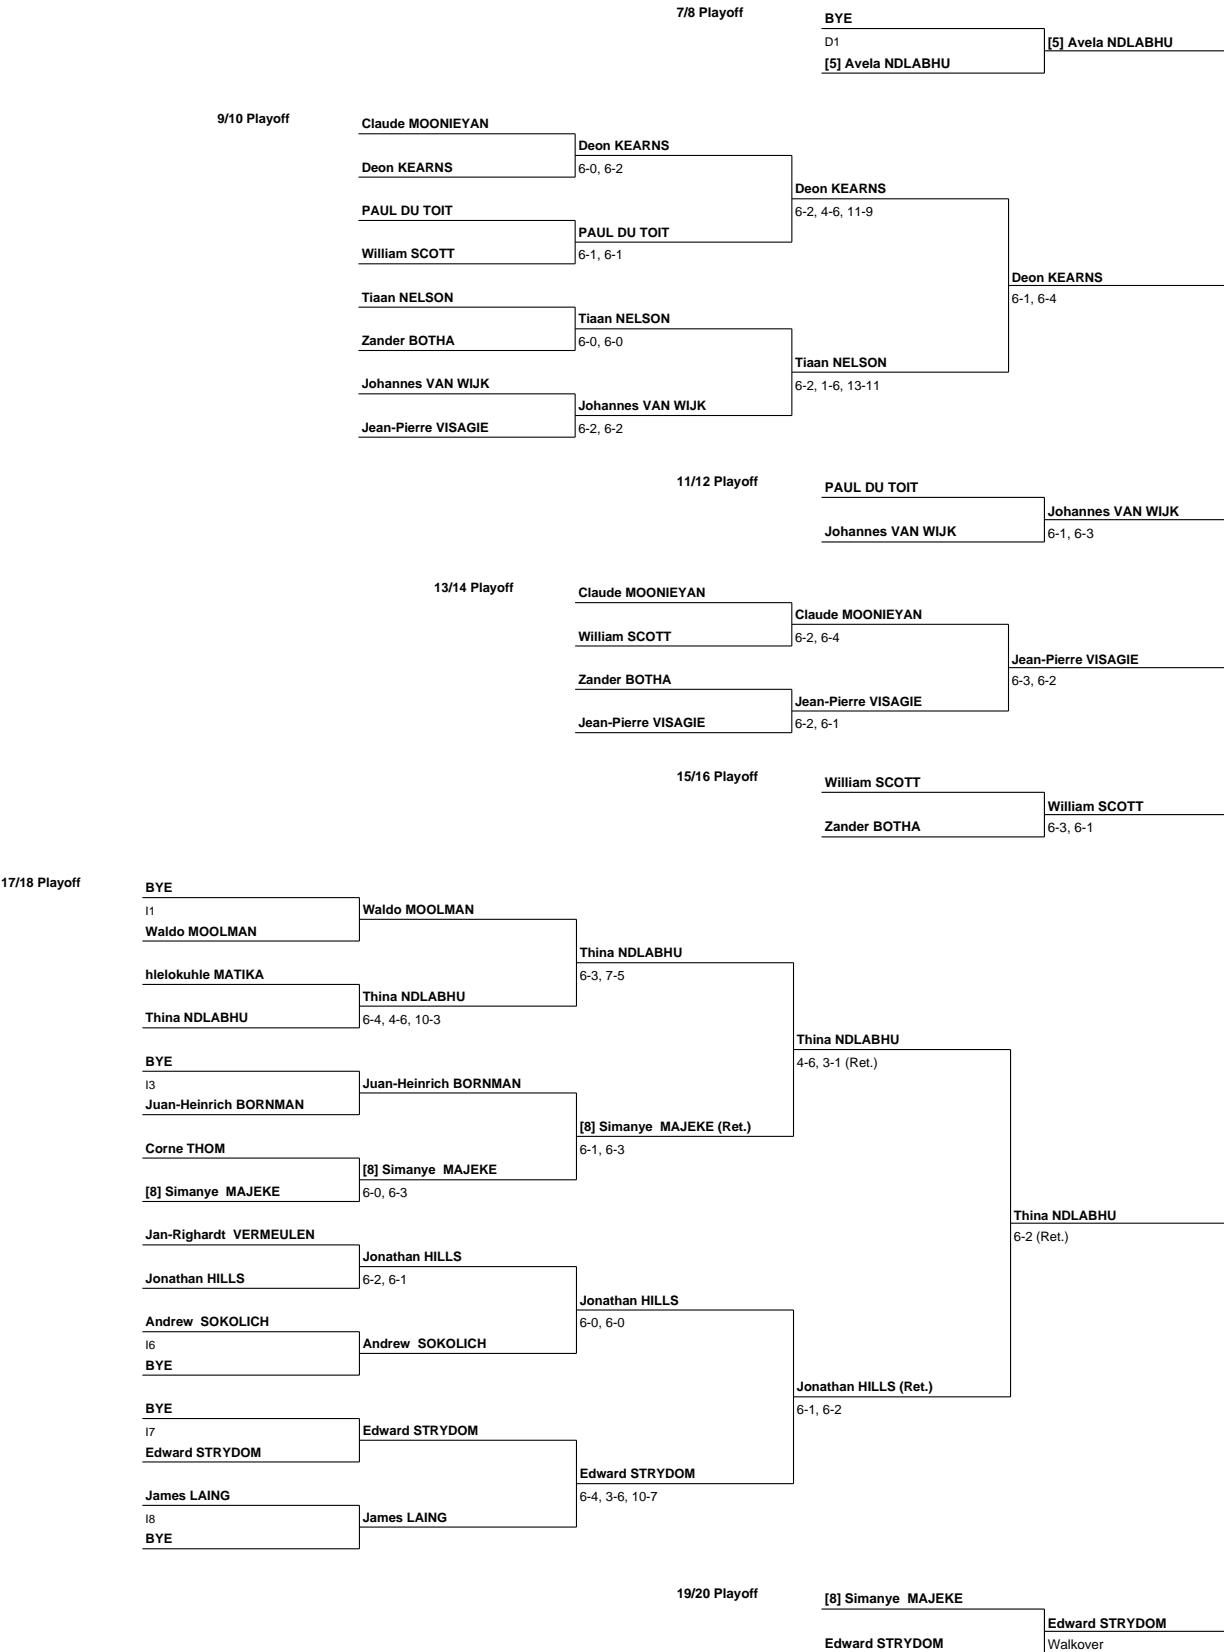 7/8 Playoff
BYE
D1
[5] Avela NDLABHU
[5] Avela NDLABHU
9/10 Playoff
Claude MOONIEYAN
Deon KEARNS
Deon KEARNS
6-0, 6-2
Deon KEARNS
6-2, 4-6, 11-9
PAUL DU TOIT
PAUL DU TOIT
William SCOTT
6-1, 6-1
Deon KEARNS
6-1, 6-4
Tiaan NELSON
Tiaan NELSON
Zander BOTHA
6-0, 6-0
Tiaan NELSON
6-2, 1-6, 13-11
Johannes VAN WIJK
Johannes VAN WIJK
Jean-Pierre VISAGIE
6-2, 6-2
11/12 Playoff
PAUL DU TOIT
Johannes VAN WIJK
Johannes VAN WIJK
6-1, 6-3
13/14 Playoff
Claude MOONIEYAN
Claude MOONIEYAN
William SCOTT
6-2, 6-4
Jean-Pierre VISAGIE
6-3, 6-2
Zander BOTHA
Jean-Pierre VISAGIE
Jean-Pierre VISAGIE
6-2, 6-1
15/16 Playoff
William SCOTT
William SCOTT
Zander BOTHA
6-3, 6-1
17/18 Playoff
BYE
I1
Waldo MOOLMAN
Waldo MOOLMAN
Thina NDLABHU
6-3, 7-5
hlelokuhle MATIKA
Thina NDLABHU
Thina NDLABHU
6-4, 4-6, 10-3
Thina NDLABHU
4-6, 3-1 (Ret.)
BYE
I3
Juan-Heinrich BORNMAN
Juan-Heinrich BORNMAN
[8] Simanye MAJEKE (Ret.)
6-1, 6-3
Corne THOM
[8] Simanye MAJEKE
[8] Simanye MAJEKE
6-0, 6-3
Thina NDLABHU
6-2 (Ret.)
Jan-Righardt VERMEULEN
Jonathan HILLS
Jonathan HILLS
6-2, 6-1
Jonathan HILLS
6-0, 6-0
Andrew SOKOLICH
I6
Andrew SOKOLICH
BYE
Jonathan HILLS (Ret.)
6-1, 6-2
BYE
I7
Edward STRYDOM
Edward STRYDOM
Edward STRYDOM
6-4, 3-6, 10-7
James LAING
I8
James LAING
BYE
19/20 Playoff
[8] Simanye MAJEKE
Edward STRYDOM
Edward STRYDOM
Walkover